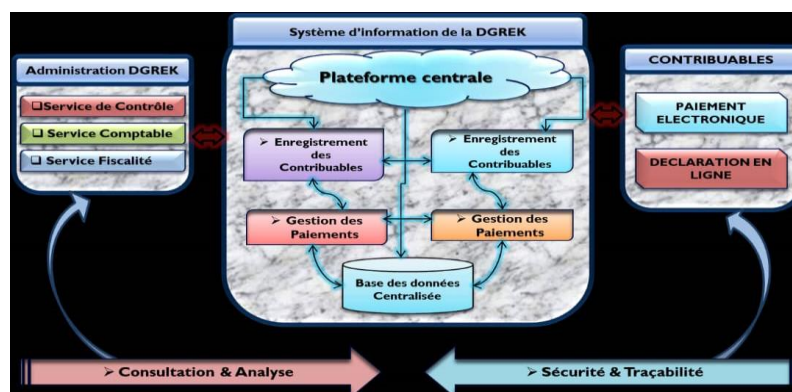 Système d'information de la DGREK
Administration DGREK
❑Service de Contrôle
❑ Service Comptable
❑ Service Fiscalité
Plateforme centrale
➢ Enregistrement
des
Contribuables
➢ Enregistrement
des
Contribuables
➢ Gestion des
Paiements
➢ Gestion des
Paiements
Base des données
Centralisée
CONTRIBUABLES
PAIEMENT
ELECTRONIQUE
DECLARATION EN
LIGNE
➢ Consultation & Analyse
➢ Sécurité & Traçabilité